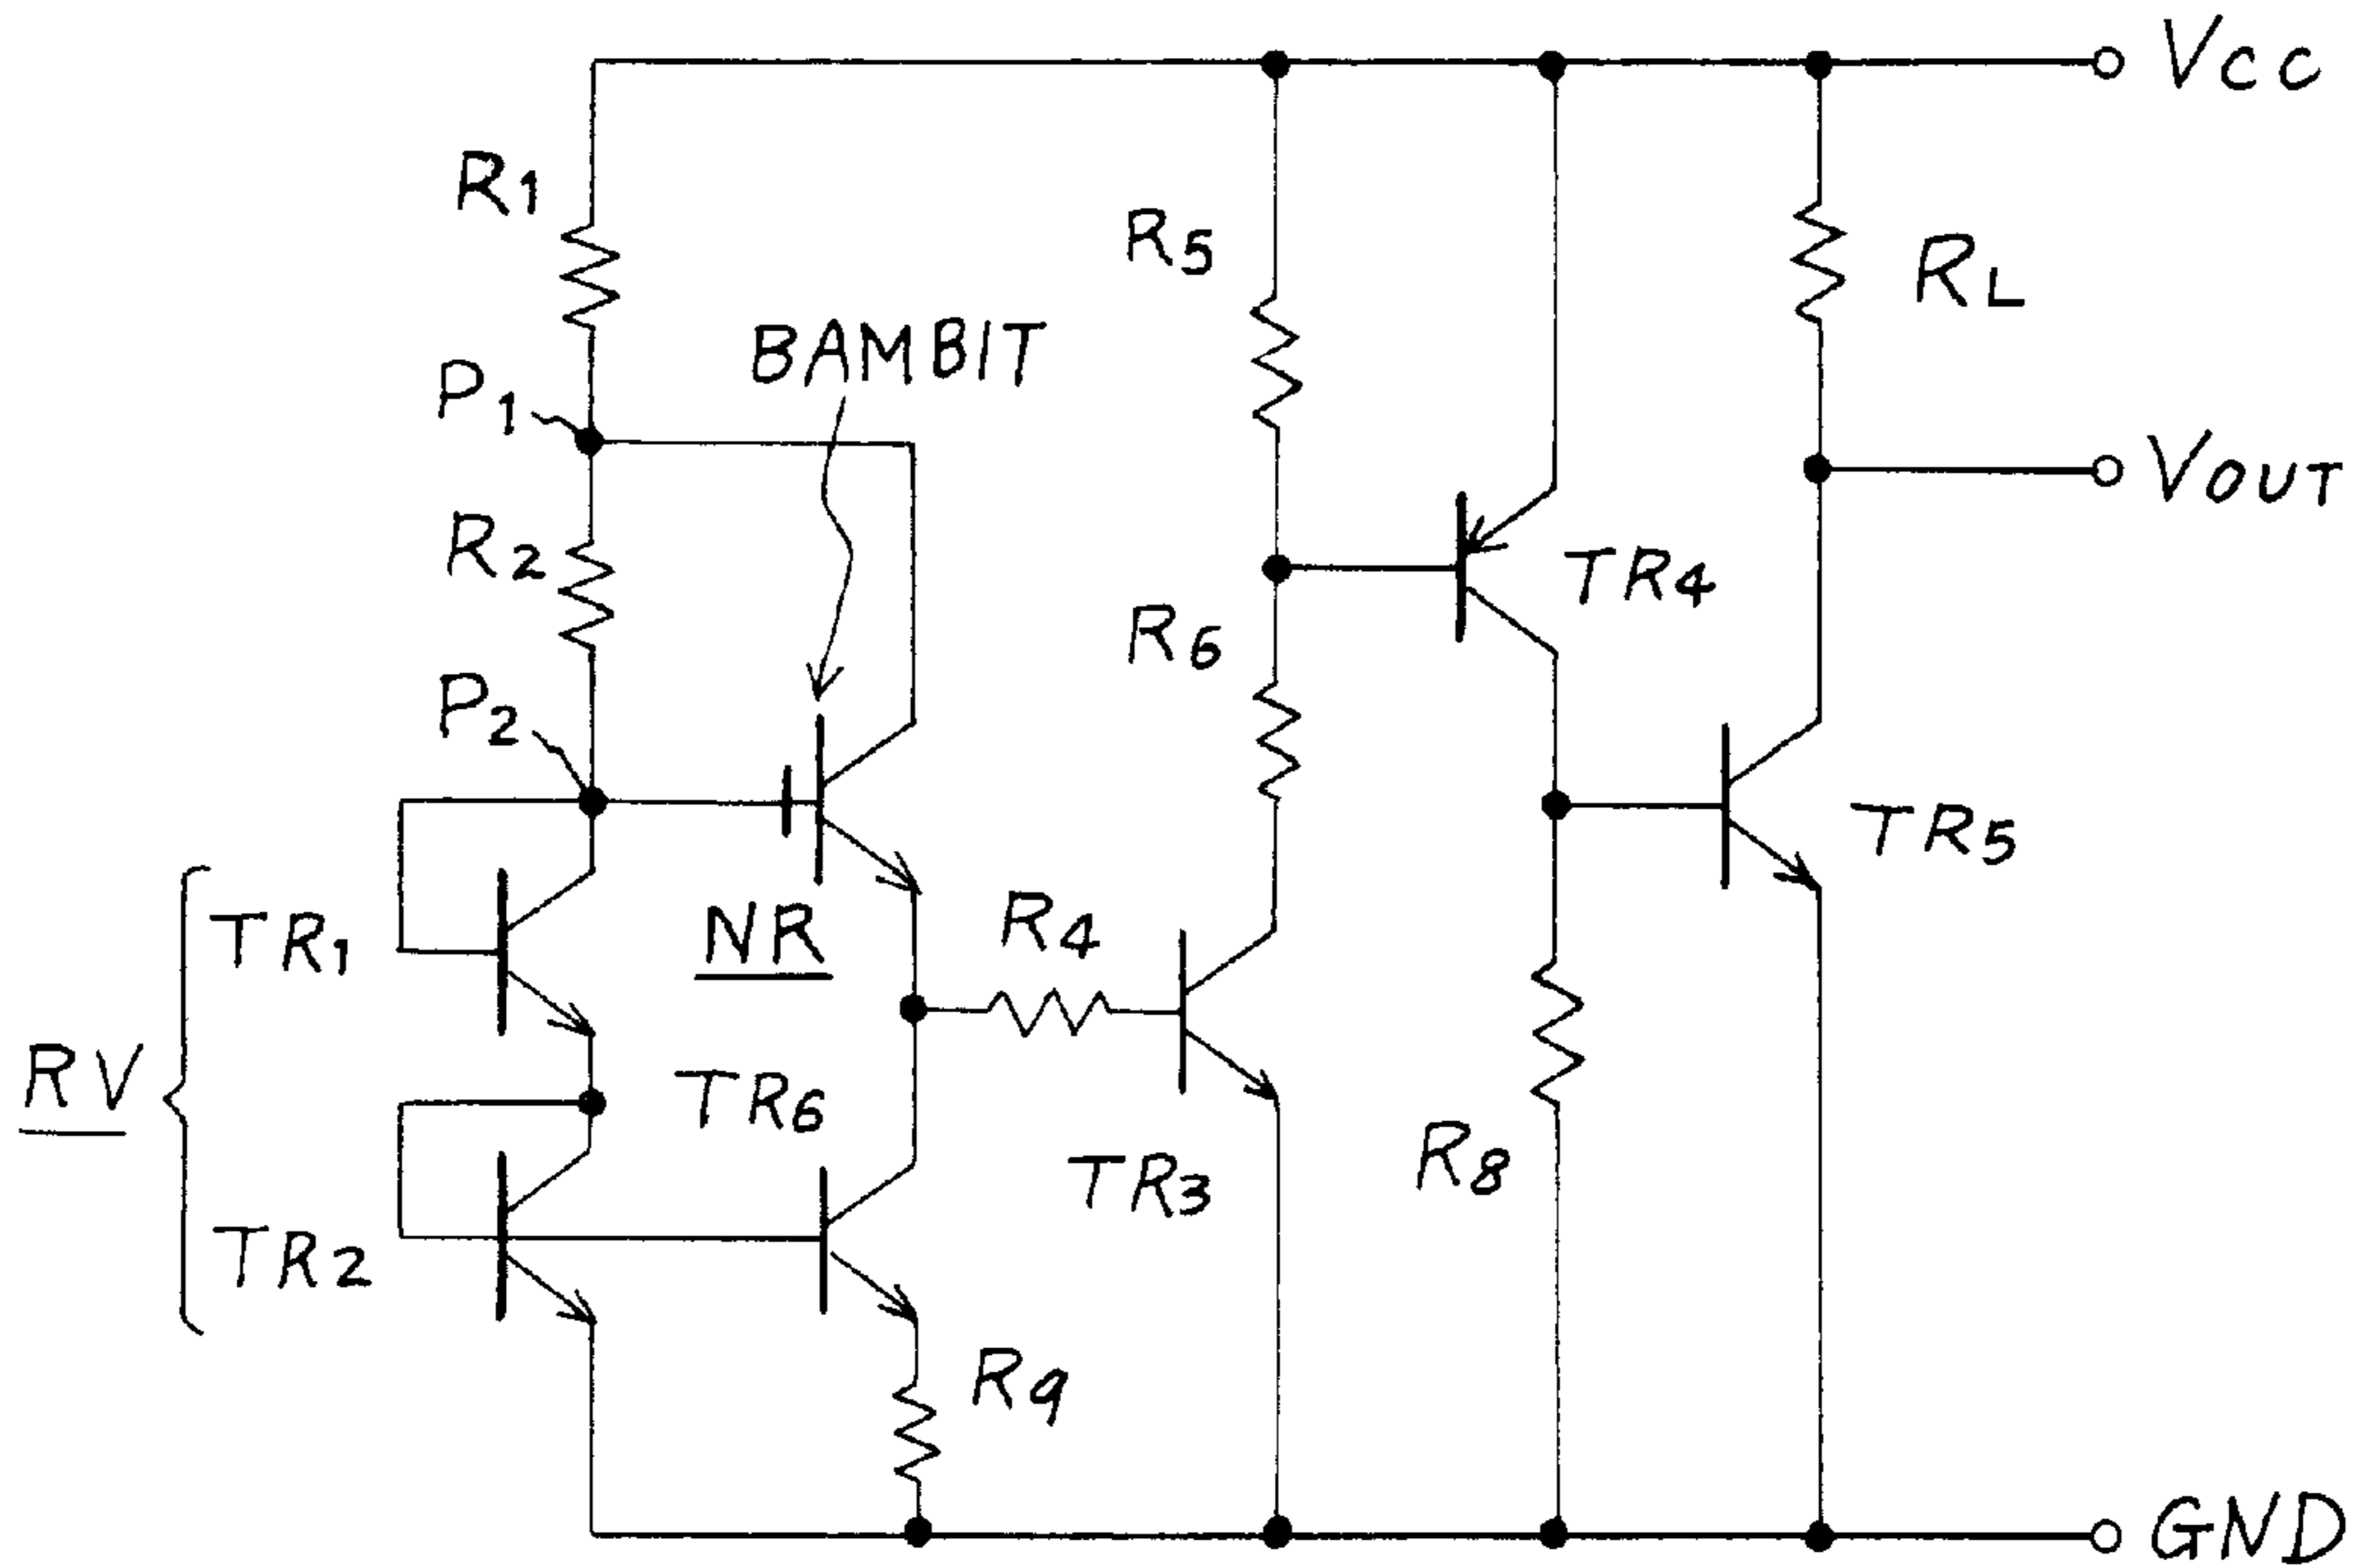 Vcc
R1
R5
RL
BAMBIT
P1
VOUT
R2
TR4
R6
P2
TR5
TR1
NR
R4
RV
TR6
TR3
R8
TR2
R9
GND